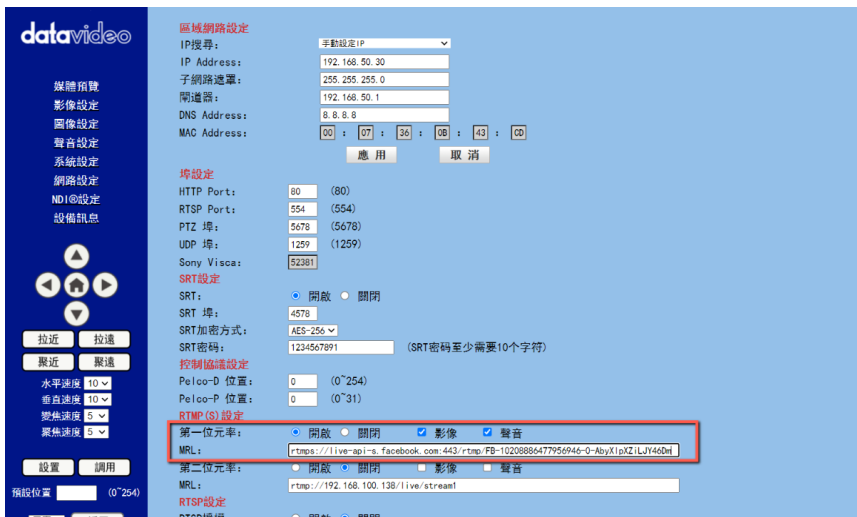 datavideo
媒體預覽
影像設定
圖像設定
聲音設定
系統設定
網路設定
NDI®設定
設備訊息
拉近 拉遠
聚近 聚遠
水平速度 10
垂直速度 10
變焦速度 5
聚焦速度 5
設置 調用
預設位置 (0~254)
區域網路設定
IP搜尋： 手動設定IP
IP Address: 192.168.50.30
子網路遮罩： 255.255.255.0
閘道器： 192.168.50.1
DNS Address: 8.8.8.8
MAC Address: 00 : 07 : 36 : 0B : 43 : CD
應用 取消
埠設定
HTTP Port: 80 (80)
RTSP Port: 554 (554)
PTZ 埠： 5678 (5678)
UDP 埠： 1259 (1259)
Sony Visca: 52381
SRT設定
SRT: 開啟 關閉
SRT 埠： 4578
SRT加密方式： AES-256
SRT密码： 1234567891 (SRT密码至少需要10个字符)
控制協議設定
Pelco-D 位置： 0 (0~254)
Pelco-P 位置： 0 (0~31)
RTMP(S)設定
第一位元率： 開啟 關閉 影像 聲音
MRL: rtmps://live-api-s.facebook.com:443/rtmp/FB-10208886477956946-0-AbyXlpXZiLJY46Dm
第二位元率： 開啟 關閉 影像 聲音
MRL: rtmp://192.168.100.138/live/stream1
RTSP設定